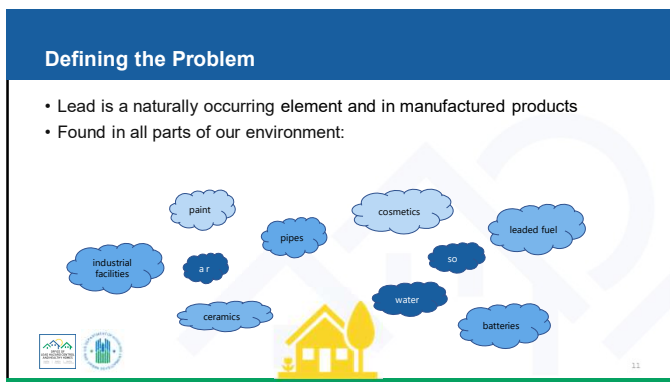 Defining the Problem
• Lead is a naturally occurring element and in manufactured products
• Found in all parts of our environment:
paint
cosmetics
leaded fuel
pipes
industrial
facilities
a r
so
water
ceramics
batteries
11